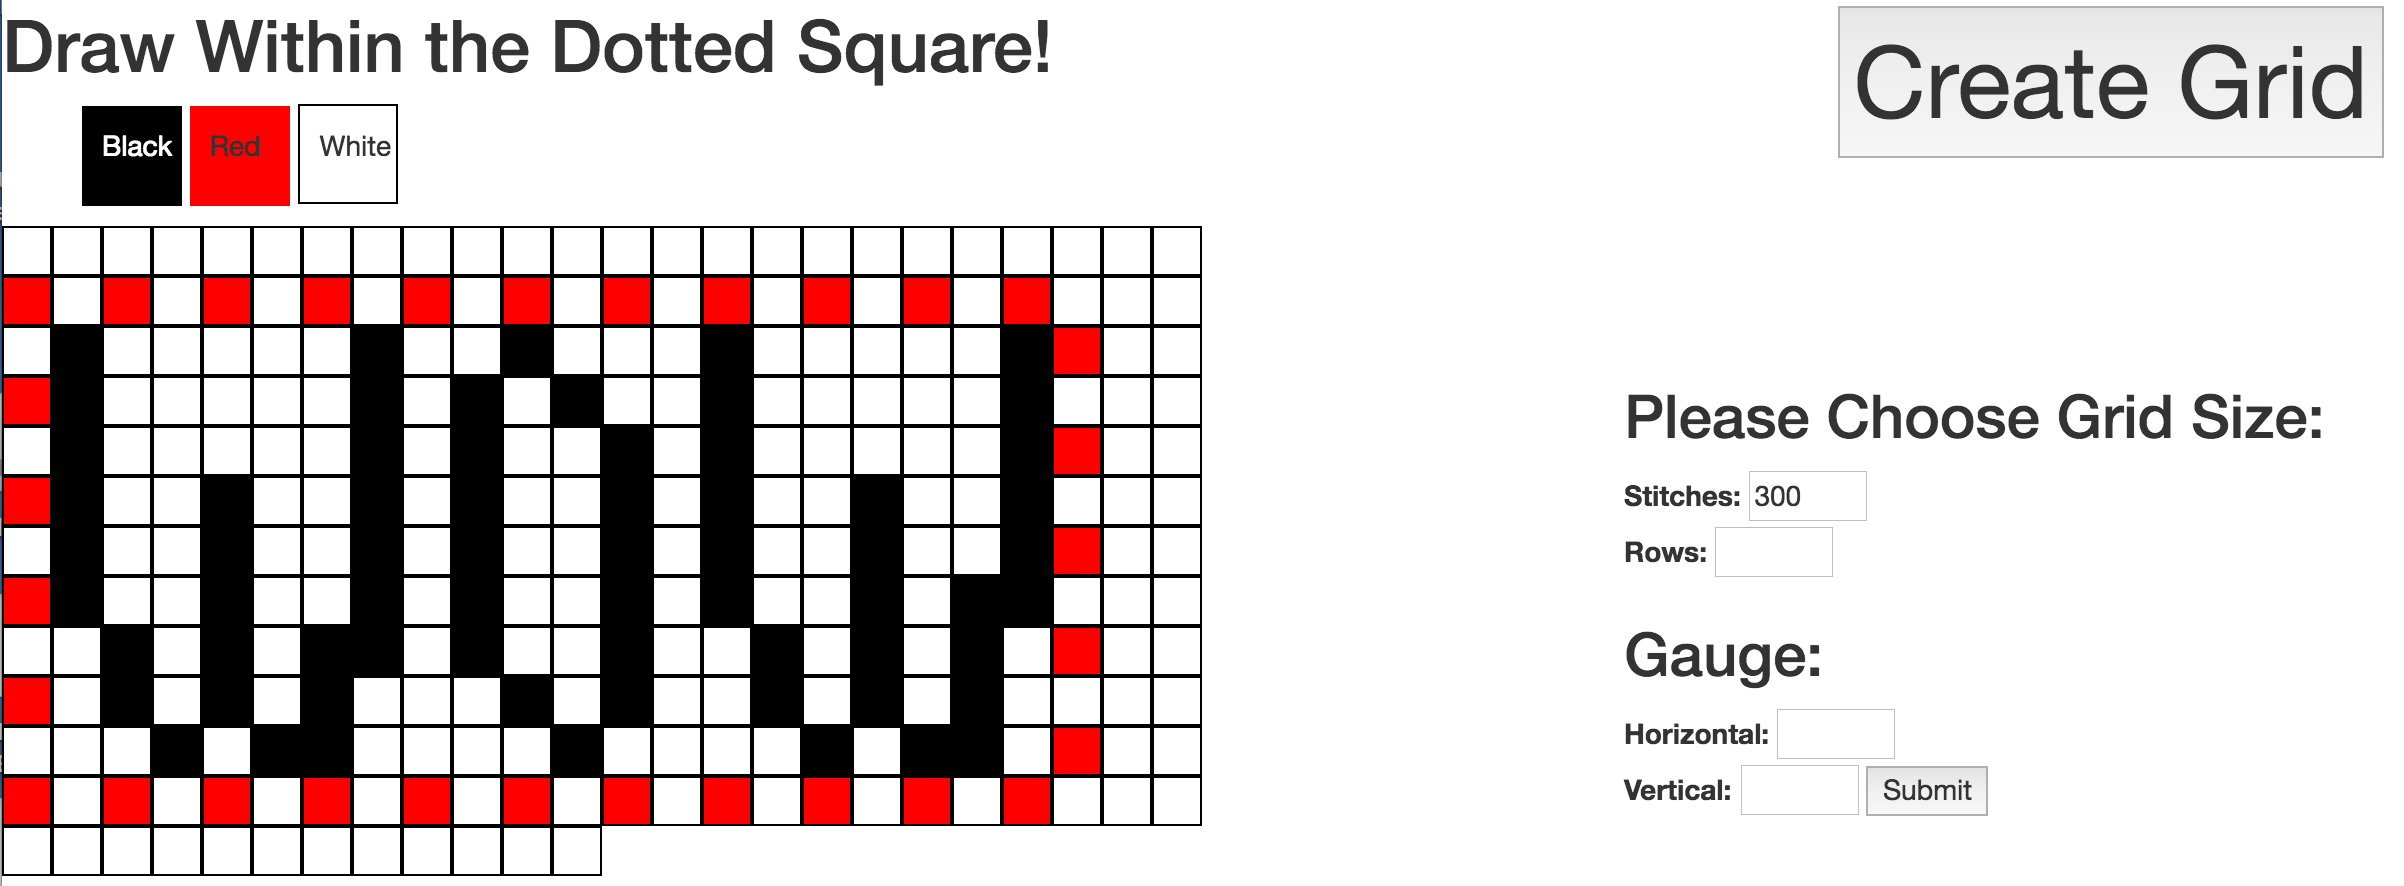 Draw Within the Dotted Square!
Create Grid
Black Red White
Please Choose Grid Size:
Stitches: 300
Rows:
Gauge:
Horizontal:
Vertical: Submit